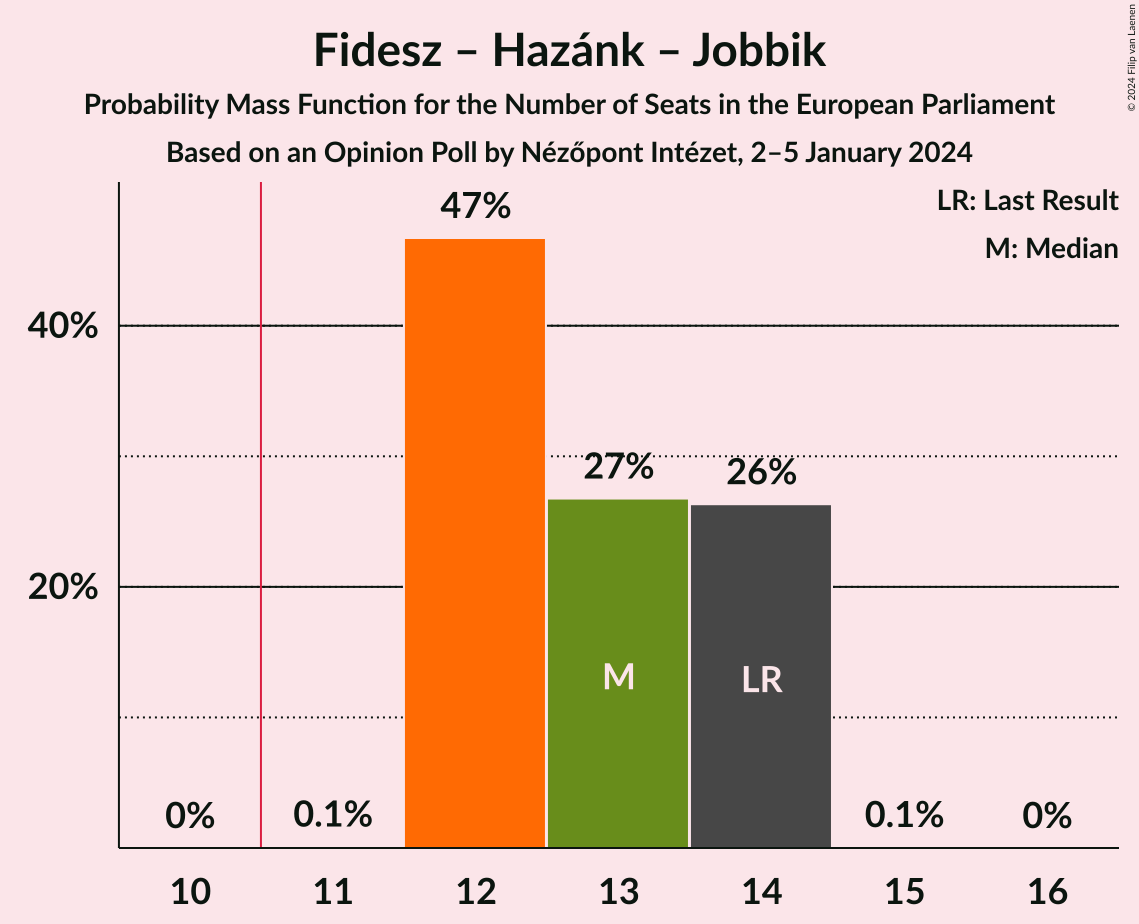 Fidesz – Hazánk – Jobbik
Probability Mass Function for the Number of Seats in the European Parliament
Based on an Opinion Poll by Nézőpont Intézet, 2–5 January 2024
© 2024 Filip van Laenen
LR: Last Result
M: Median
47%
40%
27%
26%
20%
M
LR
0%
0.1%
0.1%
0%
10
11
12
13
14
15
16